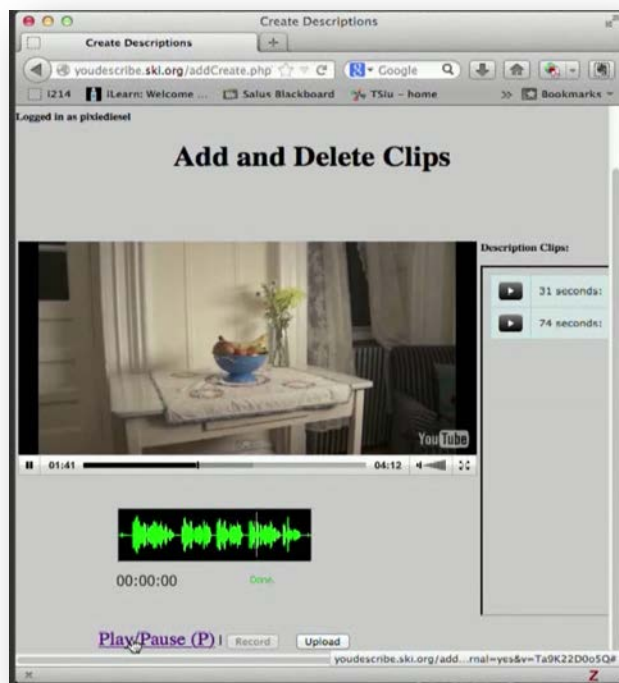 Create Descriptions
Create Descriptions
youdescribe.ski.org/addCreate.php
Google
i214
iLearn: Welcome ...
Salus Blackboard
TSiu - home
>>
Bookmarks
Logged in as pixiediesel
Add and Delete Clips
Description Clips:
31 seconds:
74 seconds:
YouTube
01:41
04:12
00:00:00
Done.
Play/Pause (P) | Record Upload
youdescribe.ski.org/add...rnal=yes&v=Ta9K22D0o5Q#
× Z